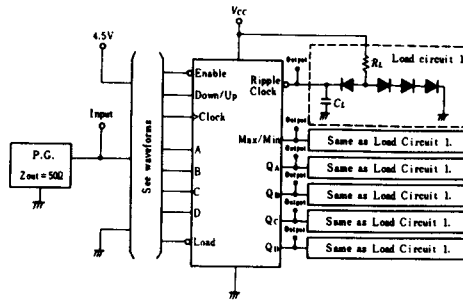 VCC
4.5V
Output
RL
Load circuit 1.
Enable
Ripple
Clock
CL
Down/Up
Input
Clock
Output
Max/Min
Same as Load Circuit 1.
P.G.
Zout = 50Ω
See waveforms
A
Output
QA
Same as Load Circuit 1.
B
Output
QB
Same as Load Circuit 1.
C
Output
QC
Same as Load Circuit 1.
D
Output
QD
Same as Load Circuit 1.
Load